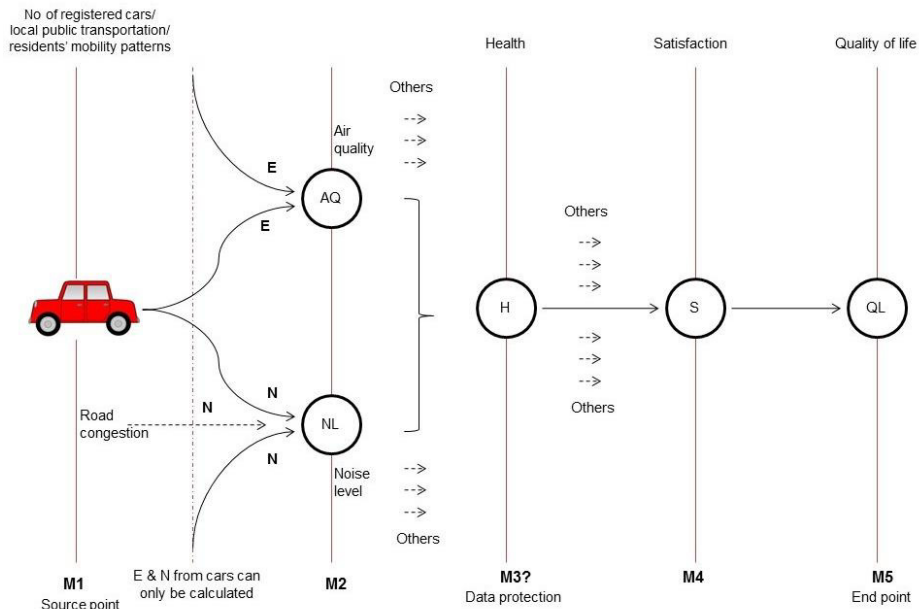 No of registered cars/
local public transportation/
residents' mobility patterns
Health
Satisfaction
Quality of life
Others
Air
quality
E
AQ
E
Others
H
S
QL
N
N
Road
congestion
NL
Others
N
Noise
level
Others
M1
Source point
E & N from cars can
only be calculated
M2
M3?
Data protection
M4
M5
End point